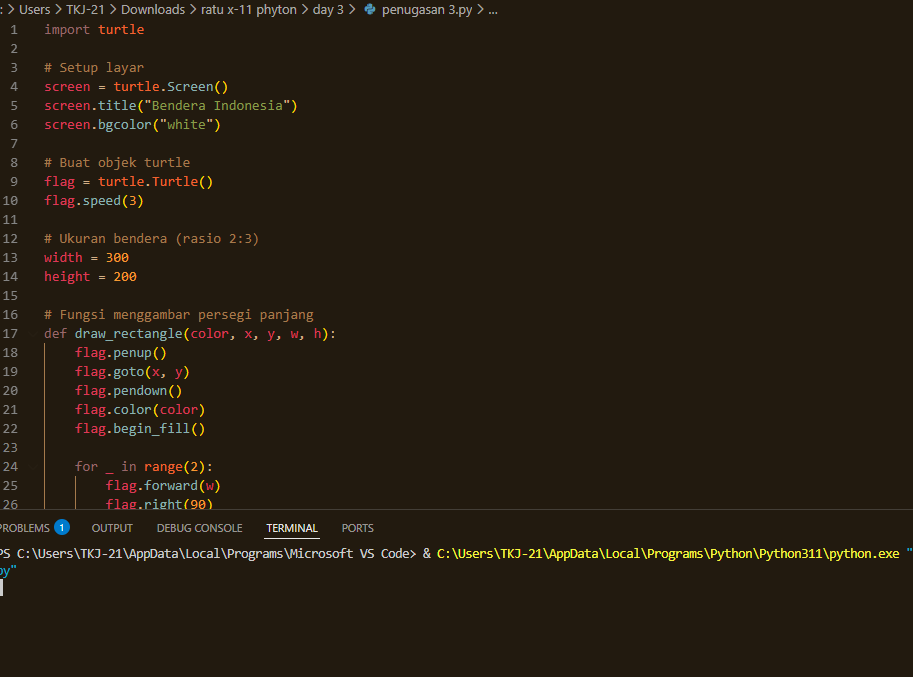 : > Users > TKJ-21 > Downloads > ratu x-11 phyton > day 3 > penugasan 3.py > ...
1 import turtle
2
3 # Setup layar
4 screen = turtle.Screen()
5 screen.title("Bendera Indonesia")
6 screen.bgcolor("white")
7
8 # Buat objek turtle
9 flag = turtle.Turtle()
10 flag.speed(3)
11
12 # Ukuran bendera (rasio 2:3)
13 width = 300
14 height = 200
15
16 # Fungsi menggambar persegi panjang
17 def draw_rectangle(color, x, y, w, h):
18 flag.penup()
19 flag.goto(x, y)
20 flag.pendown()
21 flag.color(color)
22 flag.begin_fill()
23
24 for _ in range(2):
25 flag.forward(w)
26 flag.right(90)
PROBLEMS 1 OUTPUT DEBUG CONSOLE TERMINAL PORTS
PS C:\Users\TKJ-21\AppData\Local\Programs\Microsoft VS Code> & C:\Users\TKJ-21\AppData\Local\Programs\Python\Python311\python.exe "
py"